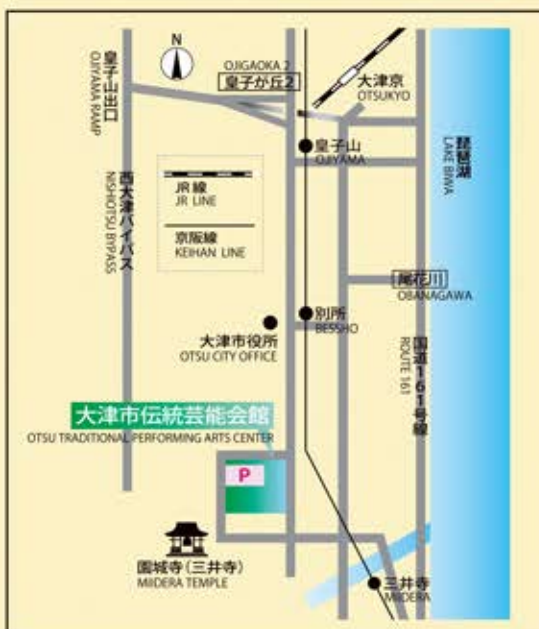 N
OJIGAOKA 2
皇子が丘2
大津京
OTSUKYO
皇子山出口
OJIYAMA RAMP
皇子山
OJIYAMA
琵琶湖
LAKE BIWA
西大津バイパス
NISHIOTSU BYPASS
JR線
JR LINE
京阪線
KEIHAN LINE
尾花川
OBANAGAWA
別所
BESSHO
大津市役所
OTSU CITY OFFICE
国道161号線
ROUTE 161
大津市伝統芸能会館
OTSU TRADITIONAL PERFORMING ARTS CENTER
P
園城寺(三井寺)
MIIDERA TEMPLE
三井寺
MIIDERA